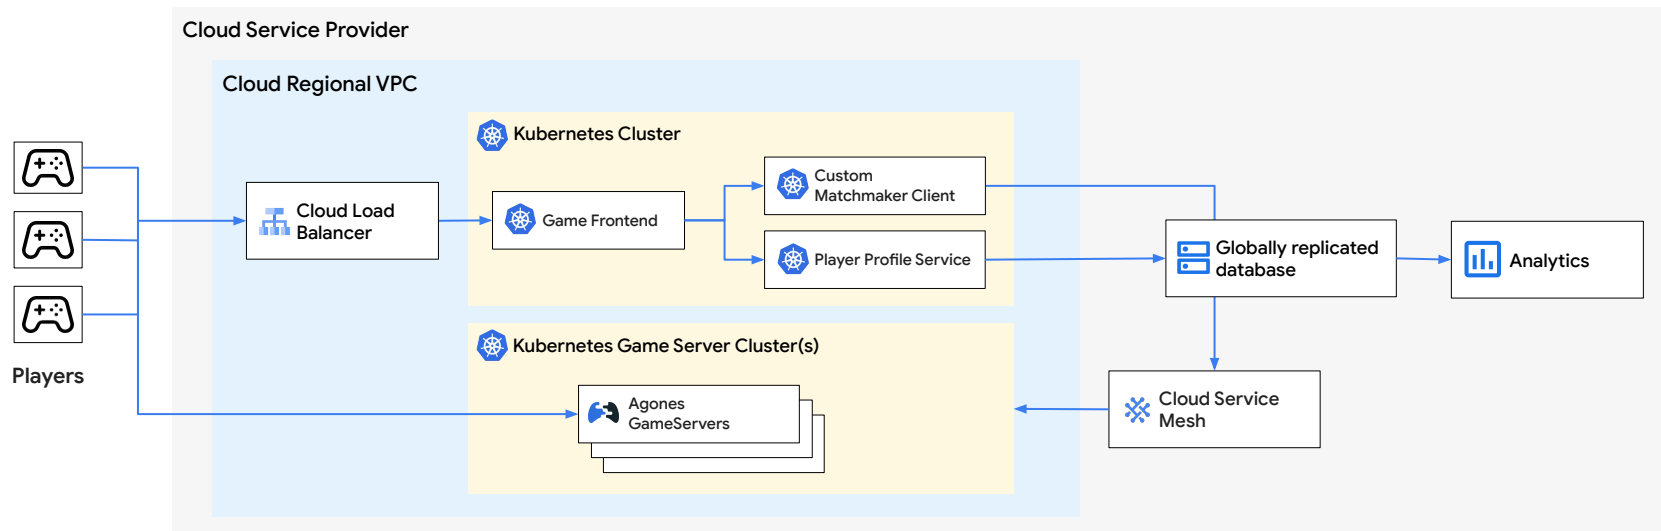 Cloud Service Provider
Cloud Regional VPC
Kubernetes Cluster
Custom
Matchmaker Client
Cloud Load
Balancer
Game Frontend
Player Profile Service
Globally replicated
database
Analytics
Kubernetes Game Server Cluster(s)
Players
Agones
GameServers
Cloud Service
Mesh